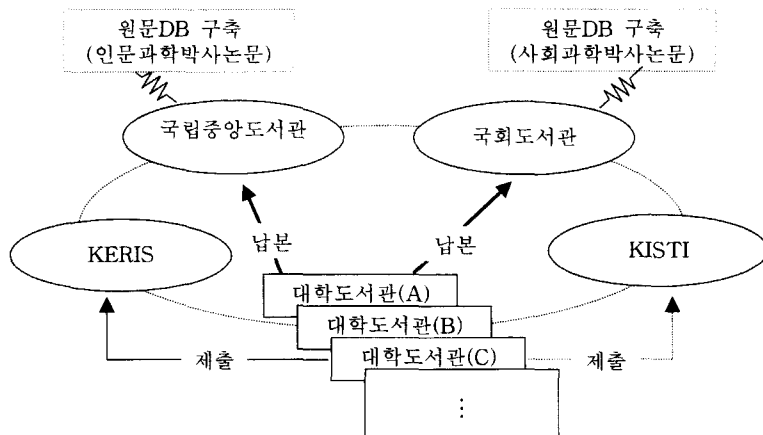 원문DB 구축
(인문과학박사논문)
원문DB 구축
(사회과학박사논문)
국립중앙도서관
국회도서관
KERIS
납본
납본
KISTI
대학도서관(A)
대학도서관(B)
제출
대학도서관(C)
제출
⋮